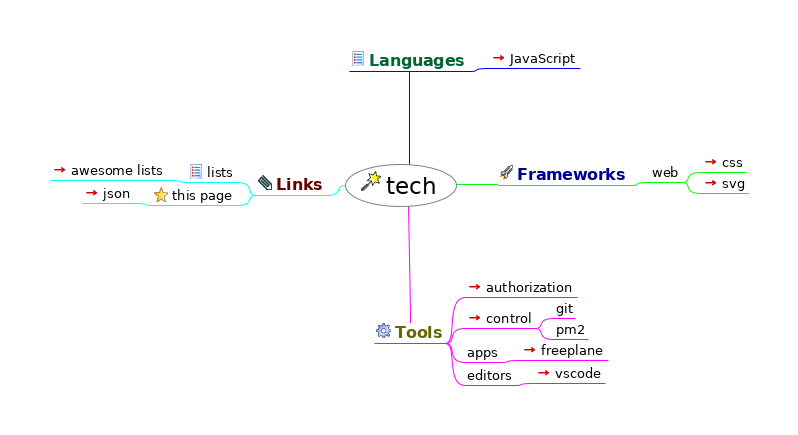 Languages
JavaScript
tech
Frameworks
web
css
svg
Links
lists
awesome lists
this page
json
Tools
authorization
control
git
pm2
apps
freeplane
editors
vscode